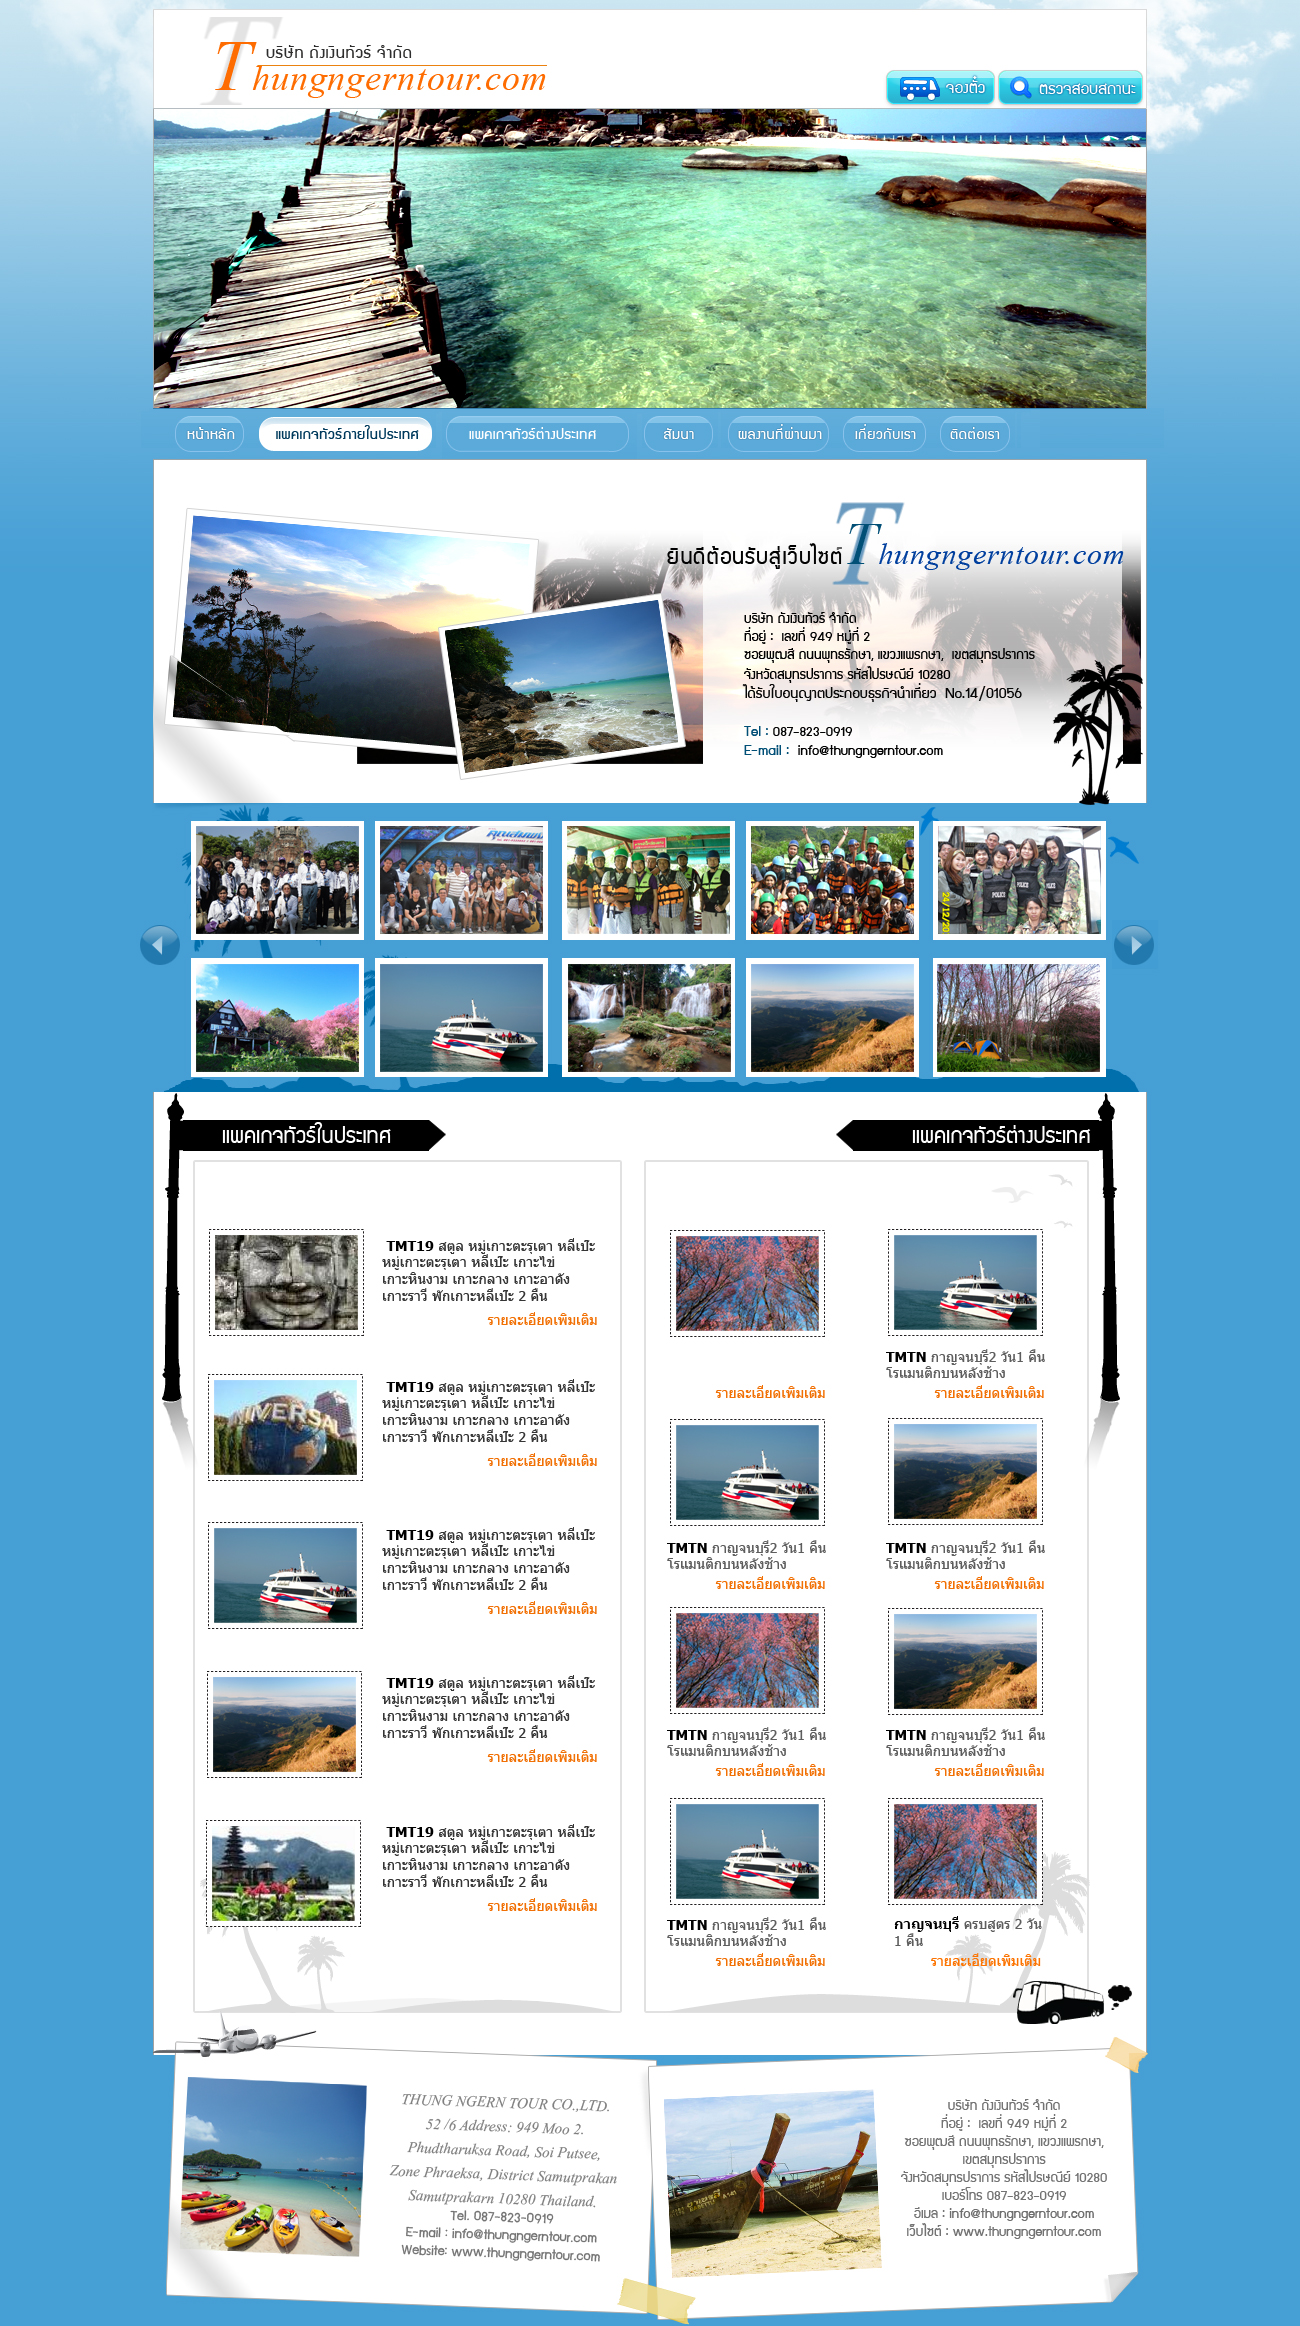 บริษัท ถังเงินทัวร์ จำกัด
Thungngerntour.com
จองตั๋ว
ตรวจสอบสถานะ
หน้าหลัก
แพคเกจทัวร์ภายในประเทศ
แพคเกจทัวร์ต่างประเทศ
สัมนา
ผลงานที่ผ่านมา
เกี่ยวกับเรา
ติดต่อเรา
ยินดีต้อนรับสู่เว็บไซต์ Thungngerntour.com
บริษัท ถังเงินทัวร์ จำกัด
ที่อยู่ : เลขที่ 949 หมู่ที่ 2
ซอยพุฒสี ถนนพุทธรักษา, แขวงแพรกษา, เขตสมุทรปราการ
จังหวัดสมุทรปราการ รหัสไปรษณีย์ 10280
ได้รับใบอนุญาตประกอบธุรกิจนำเที่ยว No.14/01056
Tel : 087-823-0919
E-mail : info@thungngerntour.com
POLICE
POLICE
24/12/20
แพคเกจทัวร์ในประเทศ
แพคเกจทัวร์ต่างประเทศ
TMT19 สตูล หมู่เกาะตะรุเตา หลีเป๊ะ
หมู่เกาะตะรุเตา หลีเป๊ะ เกาะไข่
เกาะหินงาม เกาะกลาง เกาะอาดัง
เกาะราวี พักเกาะหลีเป๊ะ 2 คืน
รายละเอียดเพิ่มเติม
UNIVERSAL
TMT19 สตูล หมู่เกาะตะรุเตา หลีเป๊ะ
หมู่เกาะตะรุเตา หลีเป๊ะ เกาะไข่
เกาะหินงาม เกาะกลาง เกาะอาดัง
เกาะราวี พักเกาะหลีเป๊ะ 2 คืน
รายละเอียดเพิ่มเติม
TMT19 สตูล หมู่เกาะตะรุเตา หลีเป๊ะ
หมู่เกาะตะรุเตา หลีเป๊ะ เกาะไข่
เกาะหินงาม เกาะกลาง เกาะอาดัง
เกาะราวี พักเกาะหลีเป๊ะ 2 คืน
รายละเอียดเพิ่มเติม
TMT19 สตูล หมู่เกาะตะรุเตา หลีเป๊ะ
หมู่เกาะตะรุเตา หลีเป๊ะ เกาะไข่
เกาะหินงาม เกาะกลาง เกาะอาดัง
เกาะราวี พักเกาะหลีเป๊ะ 2 คืน
รายละเอียดเพิ่มเติม
TMT19 สตูล หมู่เกาะตะรุเตา หลีเป๊ะ
หมู่เกาะตะรุเตา หลีเป๊ะ เกาะไข่
เกาะหินงาม เกาะกลาง เกาะอาดัง
เกาะราวี พักเกาะหลีเป๊ะ 2 คืน
รายละเอียดเพิ่มเติม
รายละเอียดเพิ่มเติม
TMTN กาญจนบุรี2 วัน1 คืน
โรแมนติกบนหลังช้าง
รายละเอียดเพิ่มเติม
TMTN กาญจนบุรี2 วัน1 คืน
โรแมนติกบนหลังช้าง
รายละเอียดเพิ่มเติม
TMTN กาญจนบุรี2 วัน1 คืน
โรแมนติกบนหลังช้าง
รายละเอียดเพิ่มเติม
TMTN กาญจนบุรี2 วัน1 คืน
โรแมนติกบนหลังช้าง
รายละเอียดเพิ่มเติม
TMTN กาญจนบุรี2 วัน1 คืน
โรแมนติกบนหลังช้าง
รายละเอียดเพิ่มเติม
TMTN กาญจนบุรี2 วัน1 คืน
โรแมนติกบนหลังช้าง
รายละเอียดเพิ่มเติม
กาญจนบุรี ครบสูตร 2 วัน
1 คืน
รายละเอียดเพิ่มเติม
THUNG NGERN TOUR CO.,LTD.
52 /6 Address: 949 Moo 2.
Phudtharuksa Road, Soi Putsee,
Zone Phraeksa, District Samutprakan
Samutprakarn 10280 Thailand.
Tel. 087-823-0919
E-mail : info@thungngerntour.com
Website: www.thungngerntour.com
บริษัท ถังเงินทัวร์ จำกัด
ที่อยู่ : เลขที่ 949 หมู่ที่ 2
ซอยพุฒสี ถนนพุทธรักษา, แขวงแพรกษา,
เขตสมุทรปราการ
จังหวัดสมุทรปราการ รหัสไปรษณีย์ 10280
เบอร์โทร 087-823-0919
อีเมล : info@thungngerntour.com
เว็บไซต์ : www.thungngerntour.com